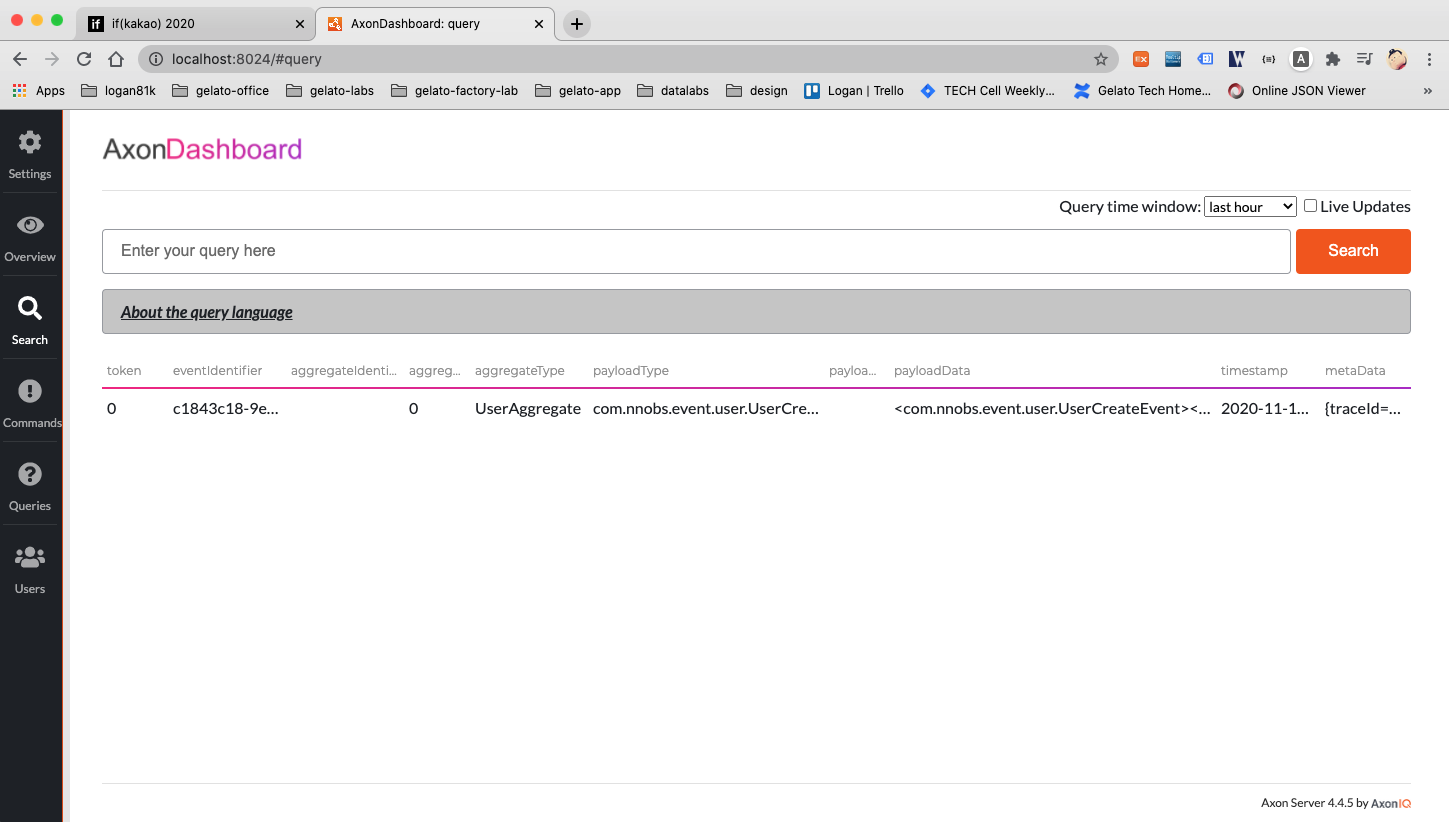 if(kakao) 2020
AxonDashboard: query
localhost:8024/#query
Apps logan81k gelato-office gelato-labs gelato-factory-lab gelato-app datalabs design Logan | Trello TECH Cell Weekly... Gelato Tech Home... Online JSON Viewer »
Settings
Overview
Search
Commands
Queries
Users
AxonDashboard
Query time window: last hour Live Updates
Enter your query here Search
About the query language
token eventIdentifier aggregateIdenti... aggreg... aggregateType payloadType payloa... payloadData timestamp metaData
0 c1843c18-9e... 0 UserAggregate com.nnobs.event.user.UserCre... <com.nnobs.event.user.UserCreateEvent><... 2020-11-1... {traceId=...
Axon Server 4.4.5 by AxonIQ